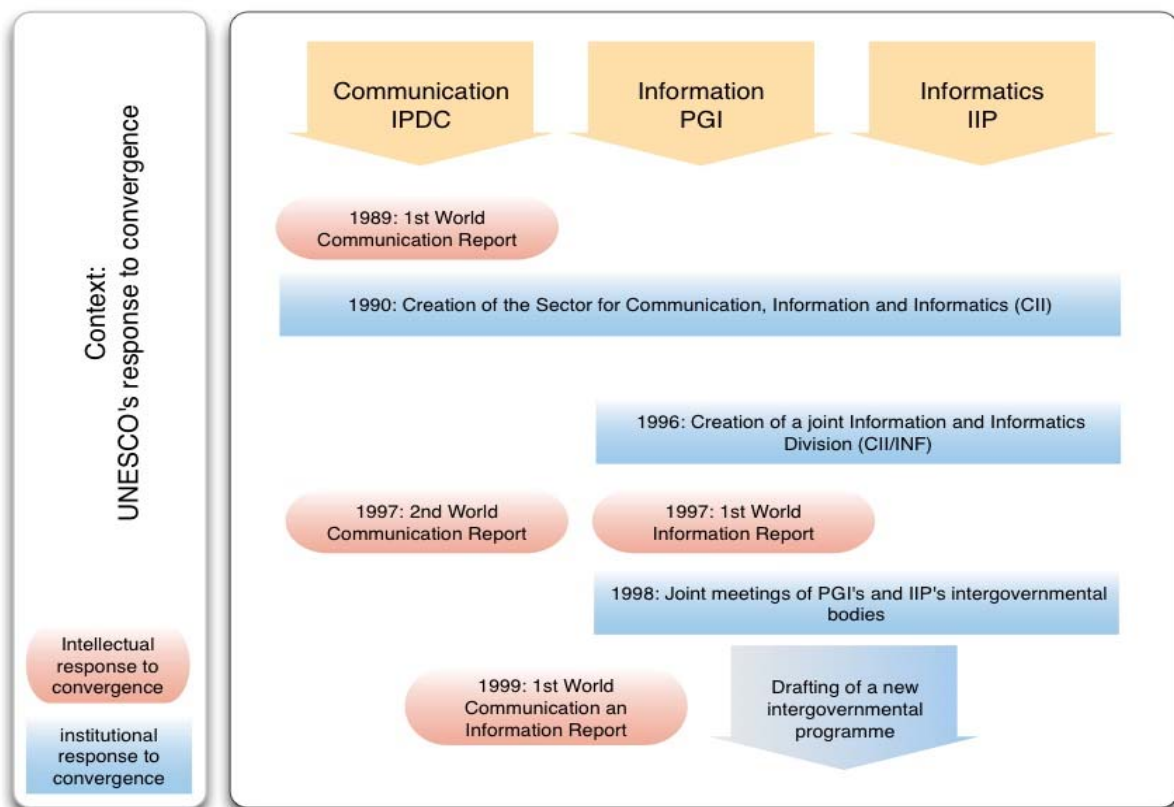 Context:
UNESCO's response to convergence
Intellectual
response to
convergence
institutional
response to
convergence
Communication
IPDC
Information
PGI
Informatics
IIP
1989: 1st World
Communication Report
1990: Creation of the Sector for Communication, Information and Informatics (CII)
1996: Creation of a joint Information and Informatics
Division (CII/INF)
1997: 2nd World
Communication Report
1997: 1st World
Information Report
1998: Joint meetings of PGI's and IIP's intergovernmental
bodies
1999: 1st World
Communication an
Information Report
Drafting of a new
intergovernmental
programme